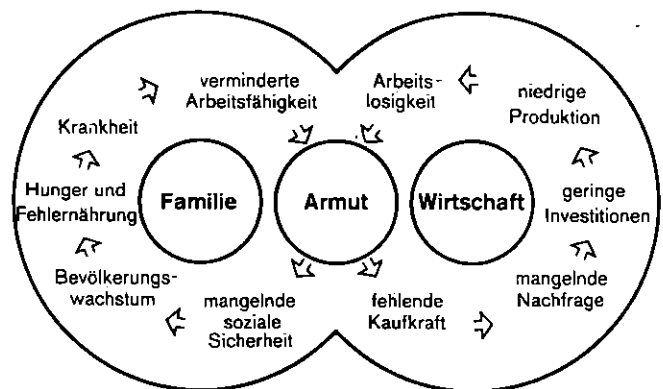 verminderte
Arbeitsfähigkeit
Arbeits-
losigkeit
niedrige
Produktion
Krankheit
Hunger und
Fehlernährung
Familie
Armut
Wirtschaft
geringe
Investitionen
Bevölkerungs-
wachstum
mangelnde
soziale
Sicherheit
fehlende
Kaufkraft
mangelnde
Nachfrage